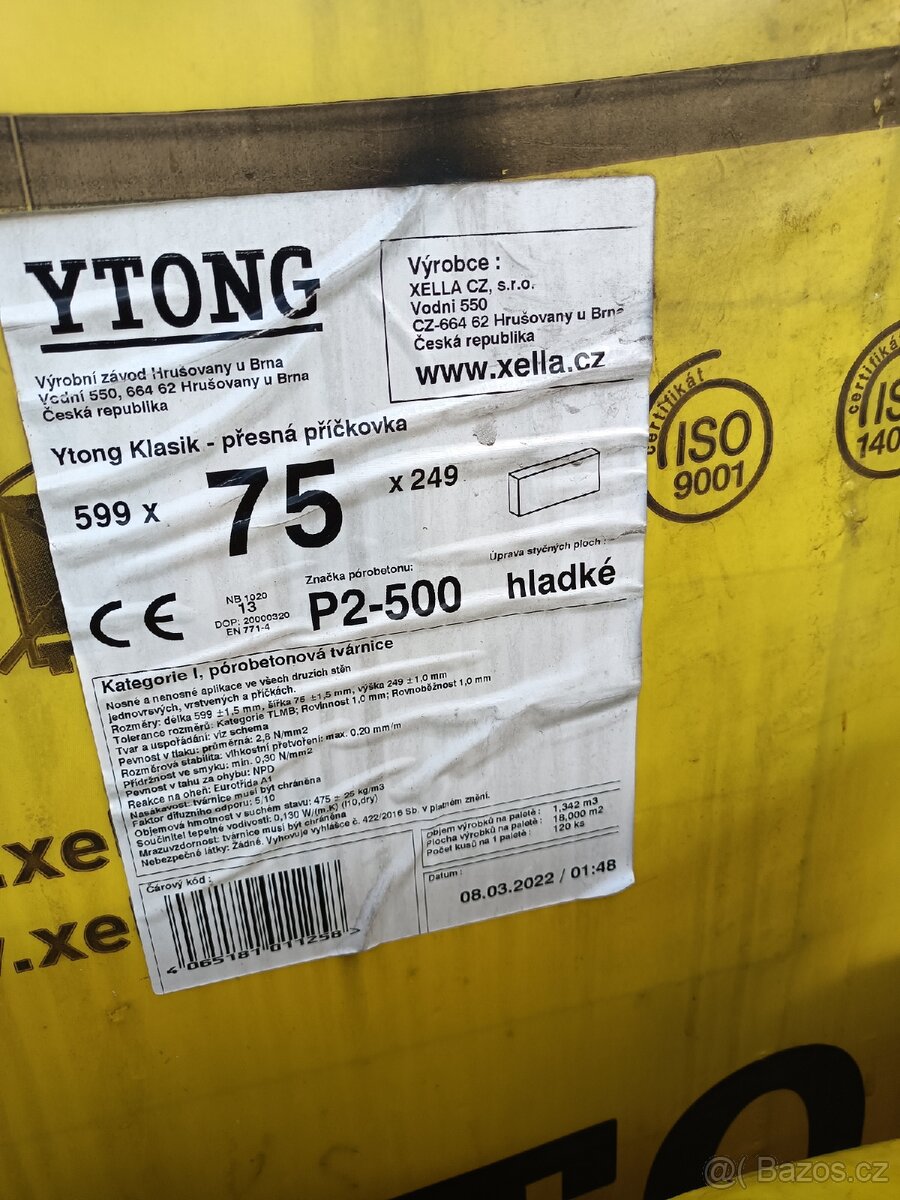 YTONG
Výrobní závod Hrušovany u Brna
Vodní 550, 664 62 Hrušovany u Brna
Česká republika
Výrobce :
XELLA CZ, s.r.o.
Vodní 550
CZ-664 62 Hrušovany u Brna
Česká republika
www.xella.cz
Ytong Klasik - přesná příčkovka
599 x 75 x 249
CE
NB 1020
13
DOP: 20000320
EN 771-4
Značka pórobetonu:
P2-500
Úprava styčných ploch :
hladké
Kategorie I, pórobetonová tvárnice
Nosné a nenosné aplikace ve všech druzích stěn
jednovrsvých, vrstvených a příčkách.
Rozměry: délka 599 ±1,5 mm, šířka 75 ±1,5 mm, výška 249 ±1,0 mm
Tolerance rozměrů: Kategorie TLMB; Rovinnost 1,0 mm; Rovnoběžnost 1,0 mm
Tvar a uspořádání: viz schema
Pevnost v tlaku: průměrná: 2,8 N/mm2
Rozměrová stabilita: vlhkostní přetvoření: max. 0.20 mm/m
Přídržnost ve smyku: min. 0,30 N/mm2
Pevnost v tahu za ohybu: NPD
Reakce na oheň: Eurotřída A1
Nasákavost: tvárnice musí být chráněna
Faktor difuzního odporu: 5/10
Objemová hmotnost v suchém stavu: 475 ± 25 kg/m3
Součinitel tepelné vodivosti: 0,130 W/(m.K) (l10,dry)
Mrazuvzdornost: tvárnice musí být chráněna
Nebezpečné látky: Žádné. Vyhovuje vyhlášce č. 422/2016 Sb. v platném znění.
Objem výrobků na paletě : 1,342 m3
Plocha výrobků na paletě : 18,000 m2
Počet kusů na 1 paletě : 120 ks
Čárový kód :
4 065181 011258 >
Datum :
08.03.2022 / 01:48
certifikát
ISO
9001
certifiká
IS
140
.xe
.xe
TO
@( Bazos.cz